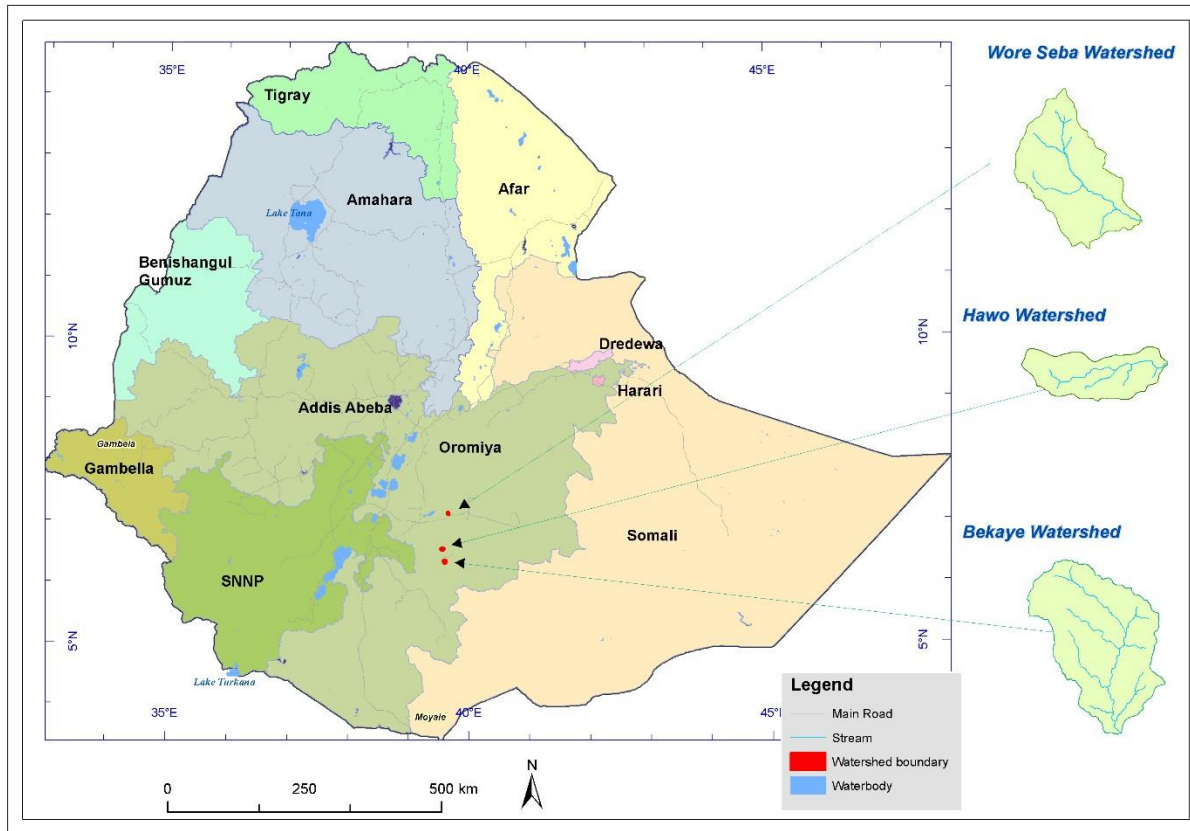 35°E
40°E
45°E
Wore Seba Watershed
Tigray
Afar
Amahara
Lake Tana
Benishangul
Gumuz
Hawo Watershed
10°N
10°N
Dredewa
Harari
Addis Abeba
Oromiya
Gambela
Gambella
Somali
Bekaye Watershed
SNNP
5°N
5°N
Lake Turkana
Moyale
35°E
40°E
45°E
Legend
Main Road
Stream
Watershed boundary
Waterbody
N
0
250
500 km